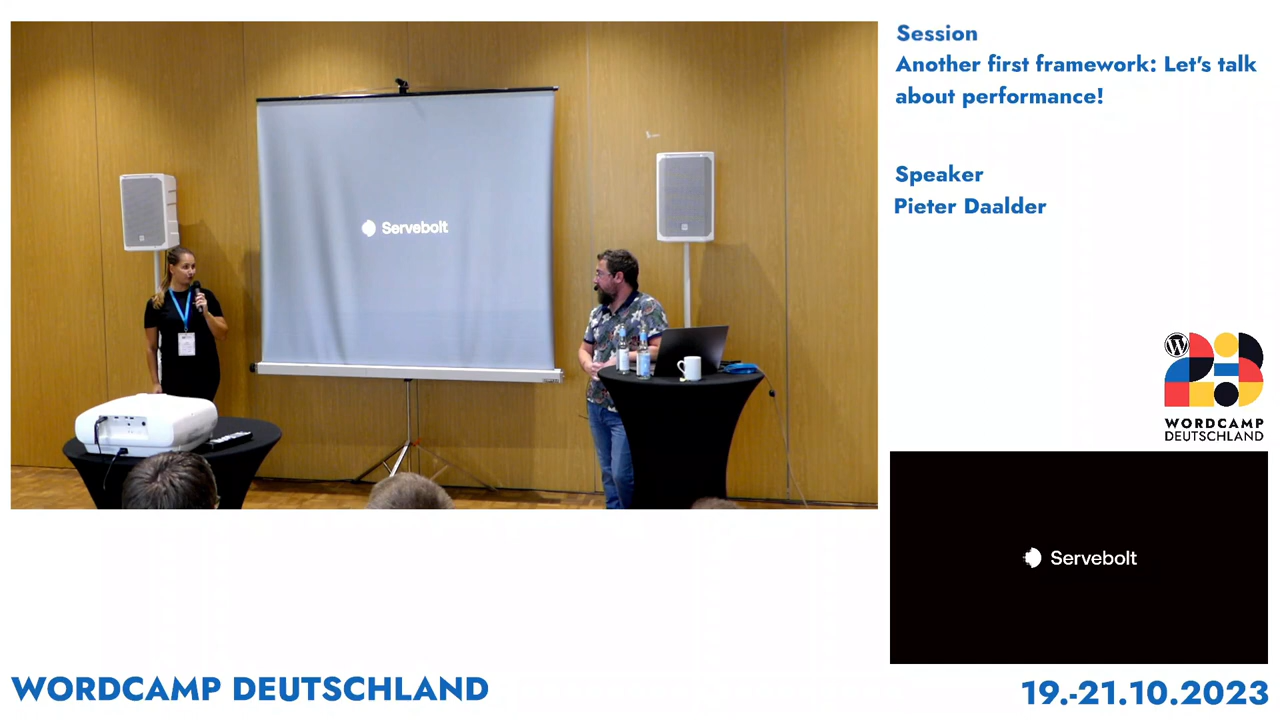 Session
Another first framework: Let's talk
about performance!
Speaker
Pieter Daalder
Servebolt
WORDCAMP
DEUTSCHLAND
Servebolt
WORDCAMP DEUTSCHLAND
19.-21.10.2023